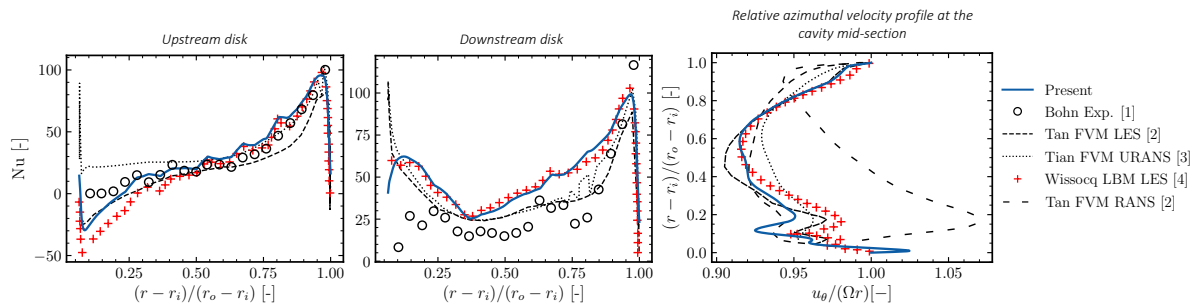 Upstream disk
Nu [-]
100
50
0
−50
0.25 0.50 0.75 1.00
(r − r_i)/(r_o − r_i) [-]
Downstream disk
100
75
50
25
0
0.25 0.50 0.75 1.00
(r − r_i)/(r_o − r_i) [-]
Relative azimuthal velocity profile at the
cavity mid-section
(r − r_i)/(r_o − r_i) [-]
1.0
0.8
0.6
0.4
0.2
0.0
0.90 0.95 1.00 1.05
u_θ/(Ωr)[−]
Present
Bohn Exp. [1]
Tan FVM LES [2]
Tian FVM URANS [3]
Wissocq LBM LES [4]
Tan FVM RANS [2]